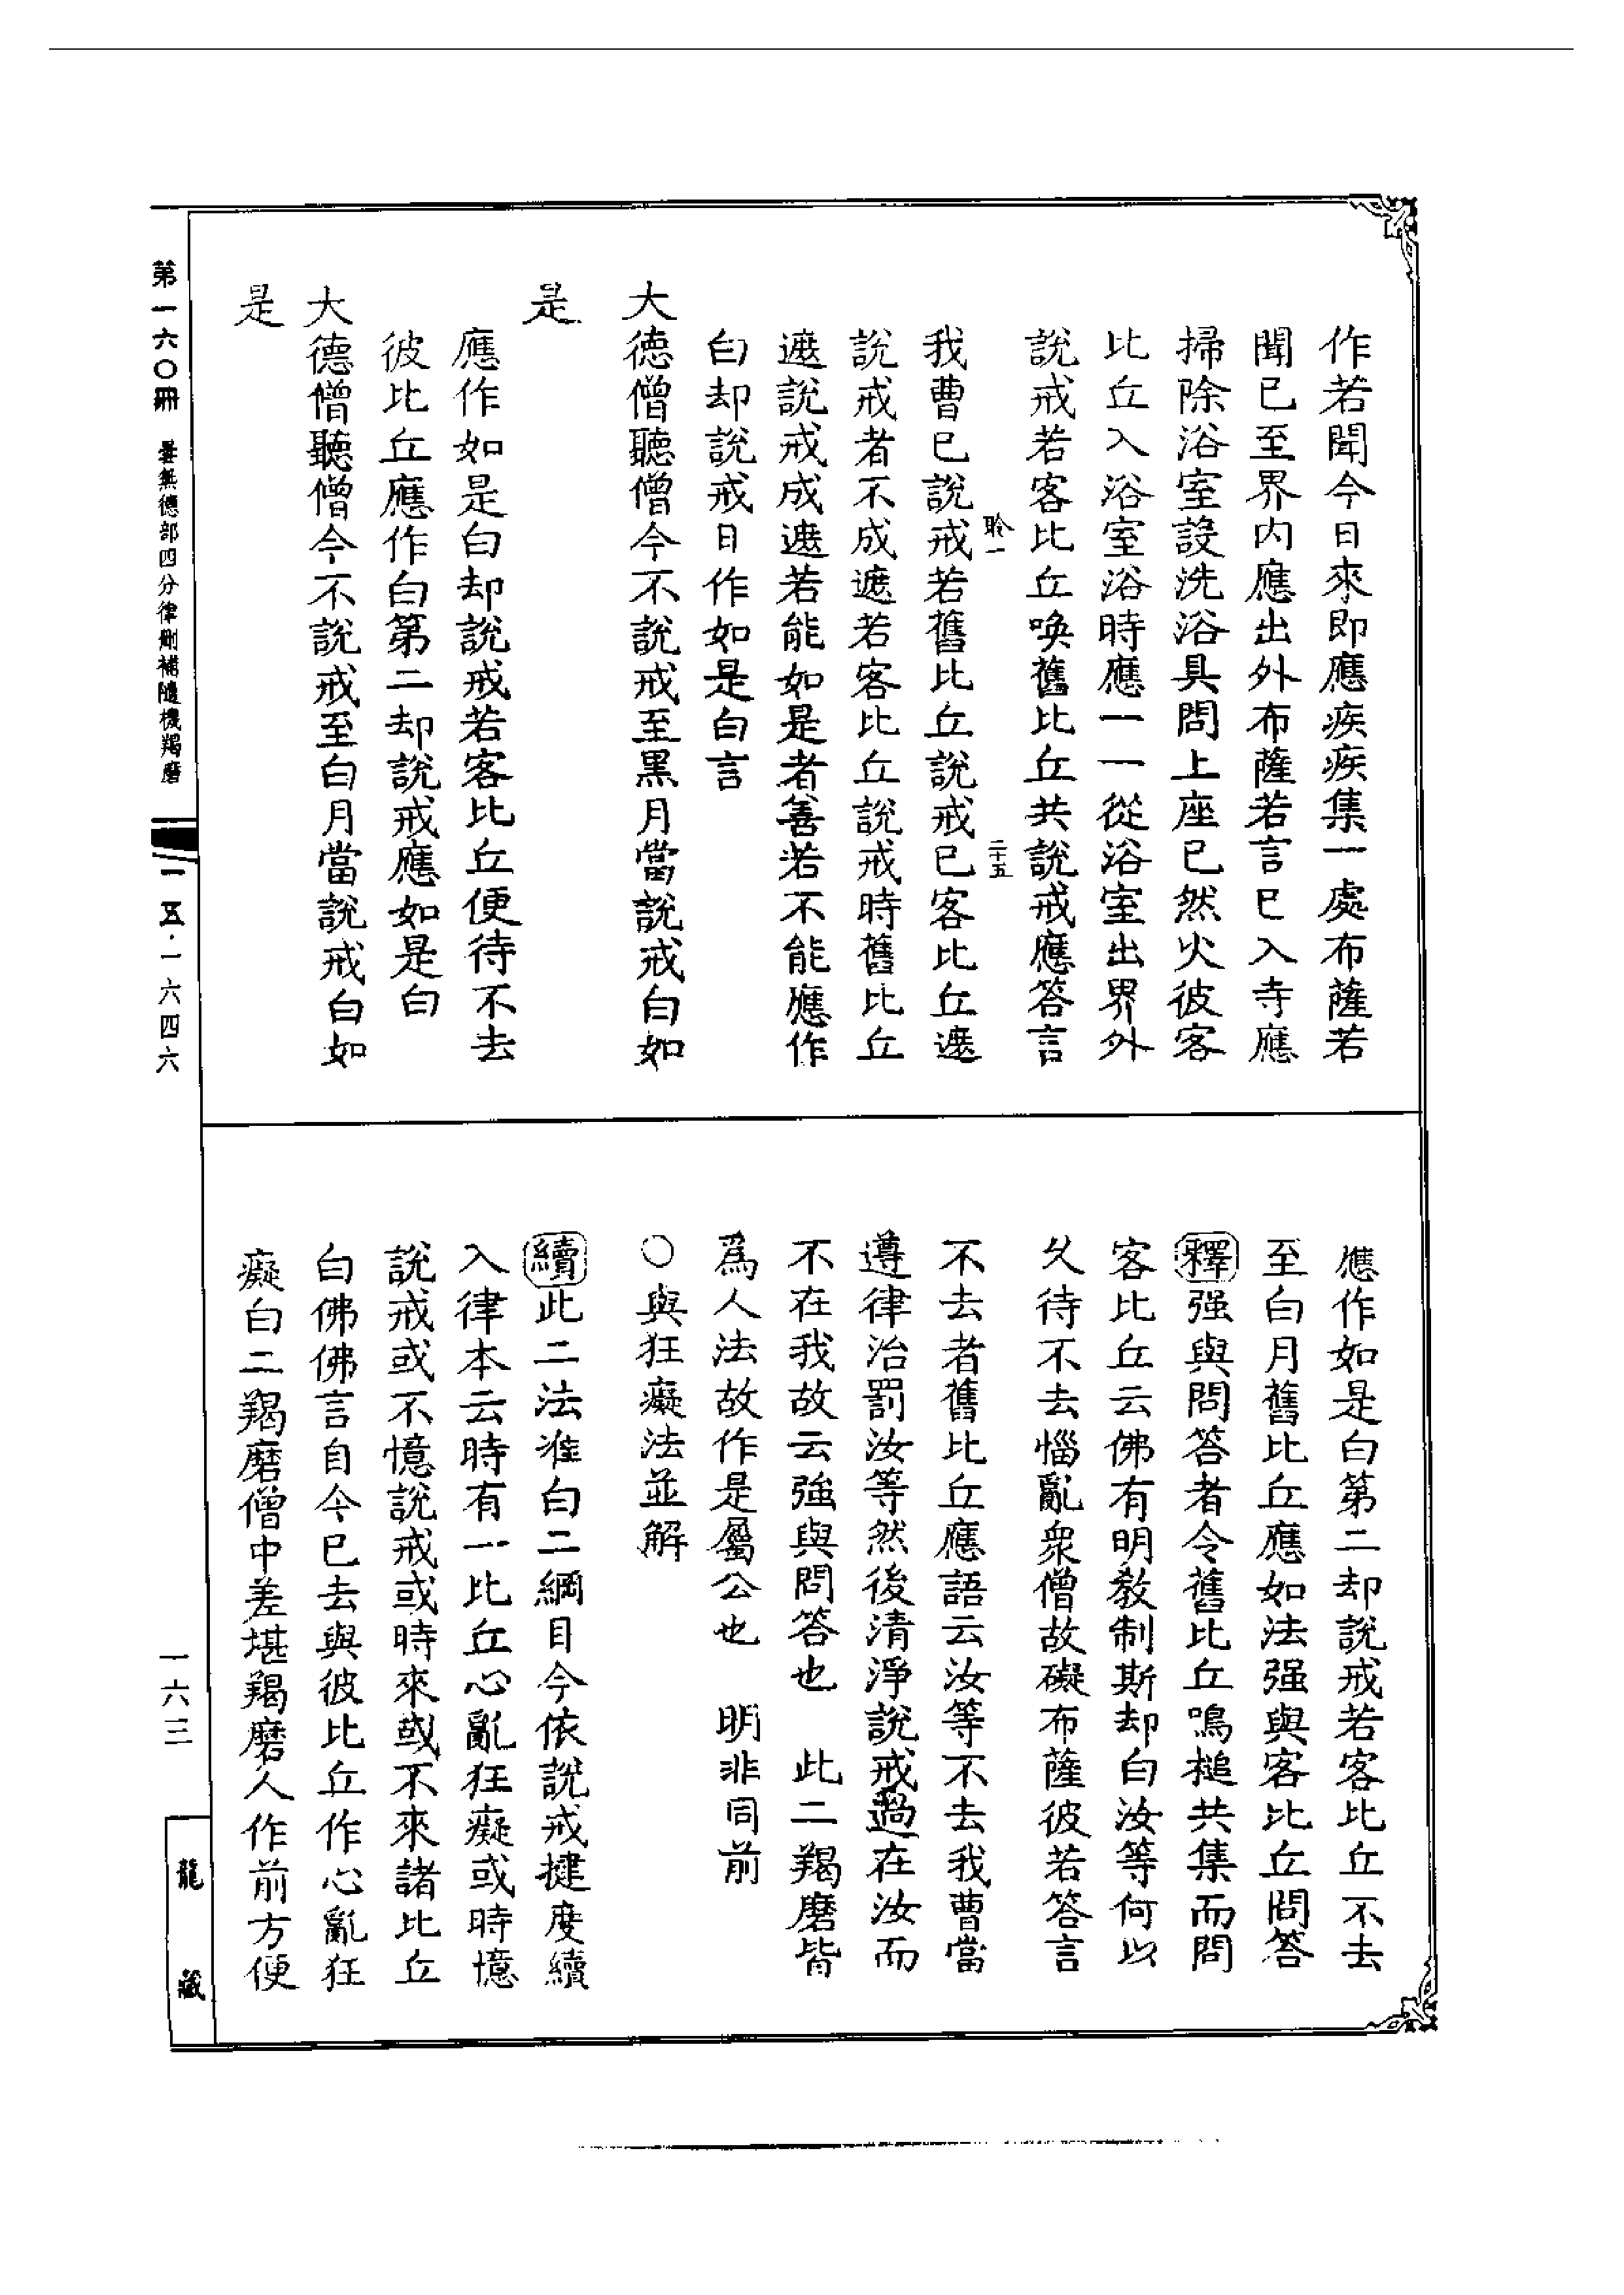 作若聞今日來即應疾疾集一處布薩若
聞已至界内應出外布薩若言已入寺應
掃除浴室設洗浴具問上座已然火彼客
比丘入浴室浴時應一一從浴室出界外
說戒若客比丘喚舊比丘共說戒應答言
聆一
二十五
我曹已說戒若舊比丘說戒已客比丘遮
說戒者不成遮若客比丘說戒時舊比丘
遮說戒成遮若能如是者善若不能應作
白却說戒日作如是白言
大德僧聽僧今不說戒至黑月當說戒白如
是
應作如是白却說戒若客比丘便待不去
彼比丘應作白第二却說戒應如是白
大德僧聽僧今不說戒至白月當說戒白如
是
應作如是白第二却說戒若客比丘不去
至白月舊比丘應如法强與客比丘問答
釋强與問答者令舊比丘鳴槌共集而問
客比丘云佛有明教制斯却白汝等何以
久待不去惱亂衆僧故礙布薩彼若答言
不去者舊比丘應語云汝等不去我曹當
遵律治罰汝等然後清淨說戒過在汝而
不在我故云強與問答也 此二羯磨皆
爲人法故作是屬公也 明非同前
○與狂癡法並解
續此二法准白二綱目今依說戒揵度續
入律本云時有一比丘心亂狂癡或時憶
說戒或不憶說戒或時來或不來諸比丘
白佛佛言自今已去與彼比丘作心亂狂
癡白二羯磨僧中差堪羯磨人作前方便
第一六〇冊 曇無德部四分律刪補隨機羯磨
一五·一六四六
一六三
龍藏